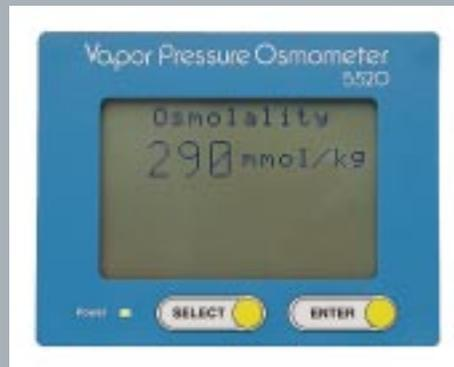 Vapor Pressure Osmometer
5520
Osmolality
290 mmol/kg
Power
SELECT
ENTER